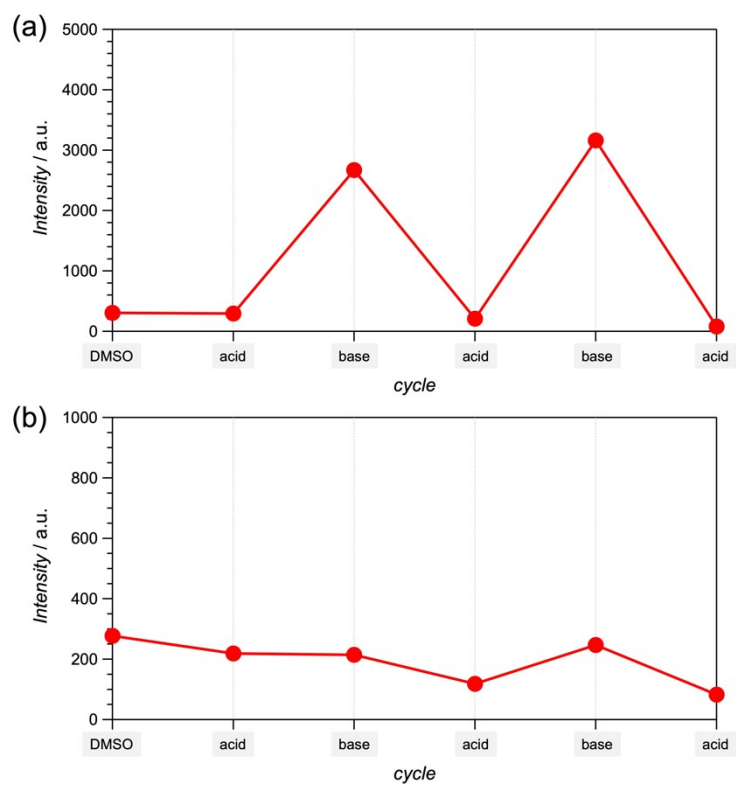 (a)
5000
4000
3000
2000
1000
0
Intensity / a.u.
DMSO acid base acid base acid
cycle
(b)
1000
800
600
400
200
0
Intensity / a.u.
DMSO acid base acid base acid
cycle